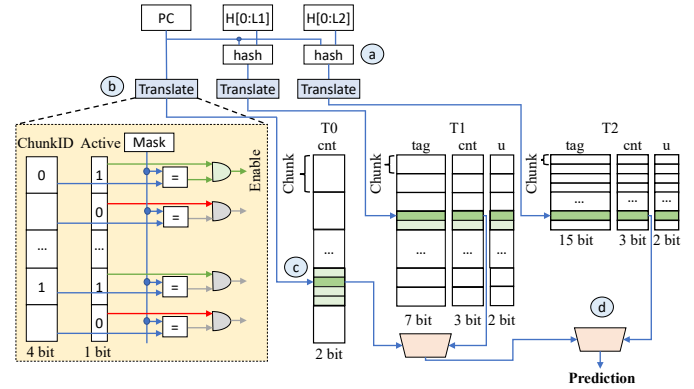 PC
H[0:L1]
H[0:L2]
hash
hash
a
b
Translate
Translate
Translate
ChunkID
Active
Mask
Enable
0
1
=
0
=
...
...
1
1
=
0
=
4 bit
1 bit
T0
cnt
Chunk
...
c
2 bit
T1
tag
cnt
u
Chunk
...
...
...
7 bit
3 bit
2 bit
T2
tag
cnt
u
Chunk
...
...
...
15 bit
3 bit
2 bit
d
Prediction